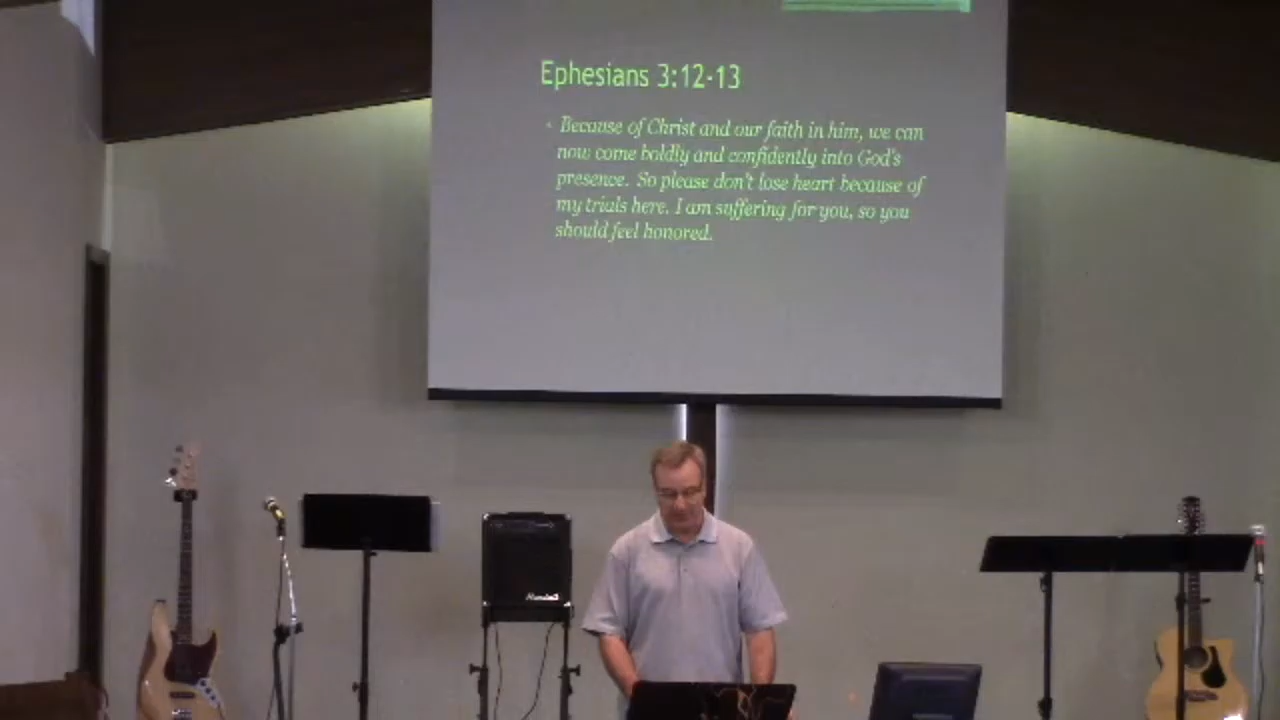 Ephesians 3:12-13
Because of Christ and our faith in him, we can
now come boldly and confidently into God's
presence. So please don't lose heart because of
my trials here. I am suffering for you, so you
should feel honored.
Marshall